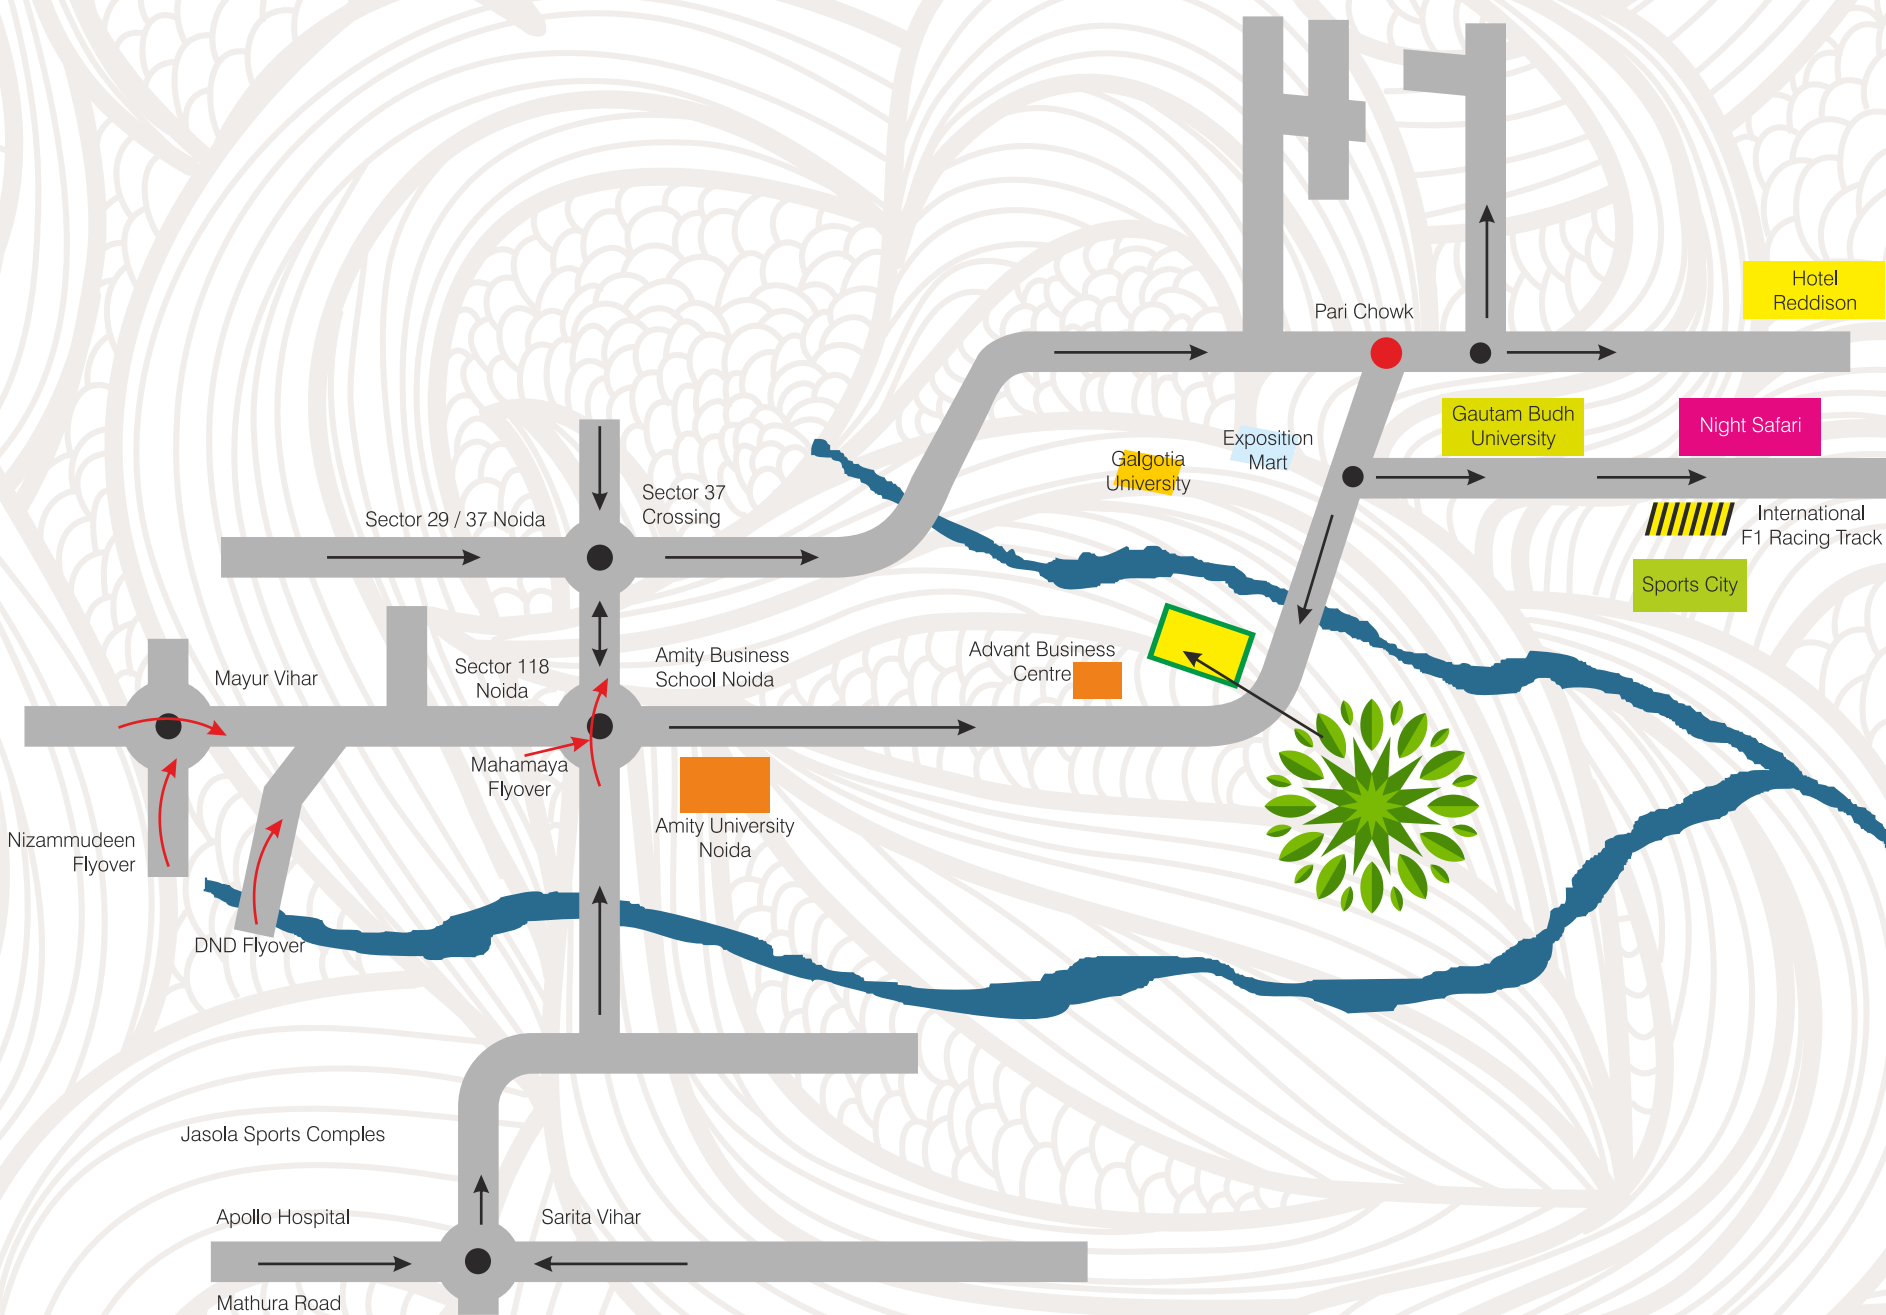 Hotel
Reddison
Pari Chowk
Gautam Budh
University
Night Safari
Exposition
Mart
Galgotia
University
Sector 37
Crossing
Sector 29 / 37 Noida
International
F1 Racing Track
Sports City
Advant Business
Centre
Amity Business
School Noida
Sector 118
Noida
Mayur Vihar
Mahamaya
Flyover
Amity University
Noida
Nizammudeen
Flyover
DND Flyover
Jasola Sports Comples
Apollo Hospital
Sarita Vihar
Mathura Road